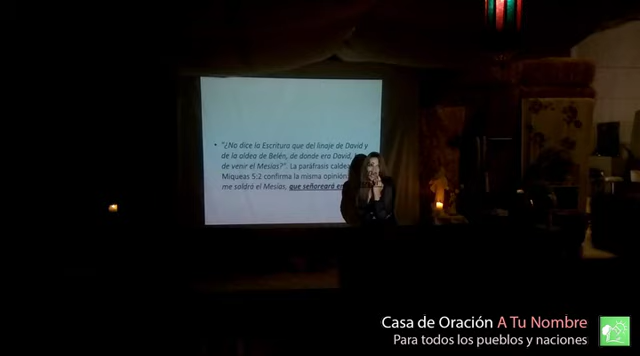 • "¿No dice la Escritura que del linaje de David y
de la aldea de Belén, de donde era David,
de venir el Mesías?". La paráfrasis caldea
Miqueas 5:2 confirma la misma opinión:
me saldrá el Mesías, que señoreará en
Casa de Oración A Tu Nombre
Para todos los pueblos y naciones